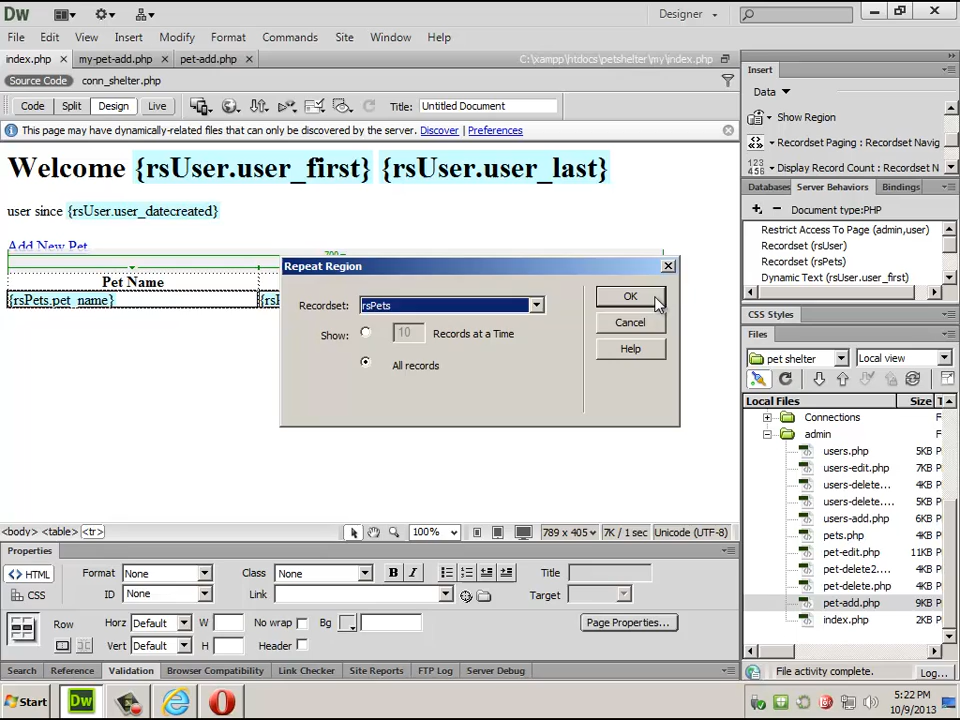 Dw
Designer
File Edit View Insert Modify Format Commands Site Window Help
index.php my-pet-add.php pet-add.php C:\xampp\htdocs\petshelter\my\index.php
Source Code conn_shelter.php
Code Split Design Live Title: Untitled Document
This page may have dynamically-related files that can only be discovered by the server. Discover | Preferences
Welcome {rsUser.user_first} {rsUser.user_last}
user since {rsUser.user_datecreated}
Add New Pet
Pet Name
{rsPets.pet_name}
Repeat Region
Recordset: rsPets
Show: 10 Records at a Time
All records
OK
Cancel
Help
Insert
Data
Show Region
Recordset Paging : Recordset Navig
Display Record Count : Recordset N
Databases Server Behaviors Bindings
Document type:PHP
Restrict Access To Page (admin,user)
Recordset (rsUser)
Recordset (rsPets)
Dynamic Text (rsUser.user_first)
CSS Styles
Files
pet shelter Local view
Local Files Size
Connections
admin
users.php 5KB P
users-edit.php 6KB P
users-delete... 4KB P
users-delete.... 4KB P
users-add.php 6KB P
pets.php 5KB P
pet-edit.php 11KB P
pet-delete2.... 4KB P
pet-delete.php 4KB P
pet-add.php 9KB P
index.php 2KB P
File activity complete. Log...
<body> <table> <tr> 100% 789 x 405 7K / 1 sec Unicode (UTF-8)
Properties
HTML Format None Class None B I Title
CSS ID None Link Target
Row Horz Default W No wrap Bg Page Properties...
Vert Default H Header
Search Reference Validation Browser Compatibility Link Checker Site Reports FTP Log Server Debug
Start Dw
5:22 PM
10/9/2013